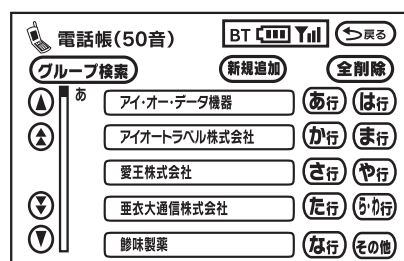 電話帳(50音) BT 戻る
グループ検索 新規追加 全削除
あ アイ・オー・データ機器 あ行 は行
アイオートラベル株式会社 か行 ま行
愛王株式会社 さ行 や行
亜衣大通信株式会社 た行 ら・わ行
鯵味製薬 な行 その他